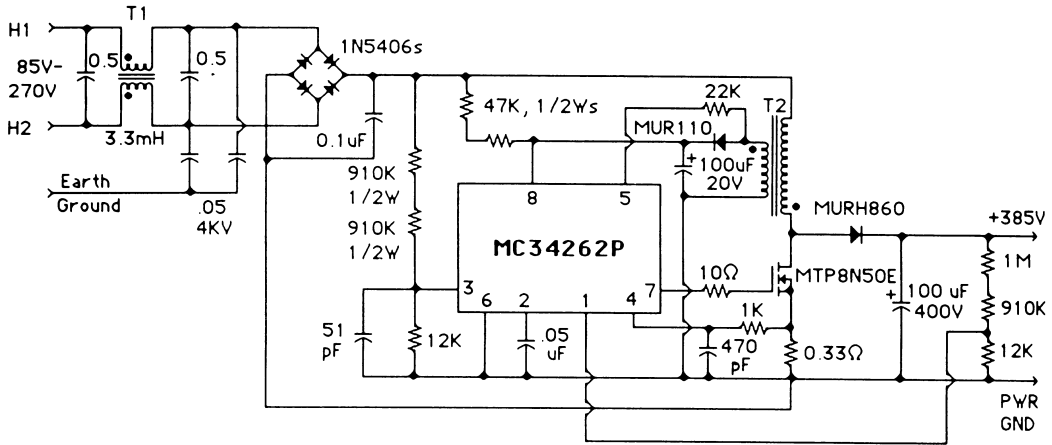 T1
H1
1N5406s
0.5
0.5
85V-
270V
H2
3.3mH
0.1uF
47K, 1/2Ws
22K
T2
MUR110
+
100uF
20V
Earth
Ground
.05
4KV
910K
1/2W
910K
1/2W
8
5
MC34262P
MURH860
+385V
3
6
2
1
4
7
10Ω
MTP8N50E
1M
+
100 uF
400V
910K
51
pF
12K
.05
uF
1K
470
pF
0.33Ω
12K
PWR
GND